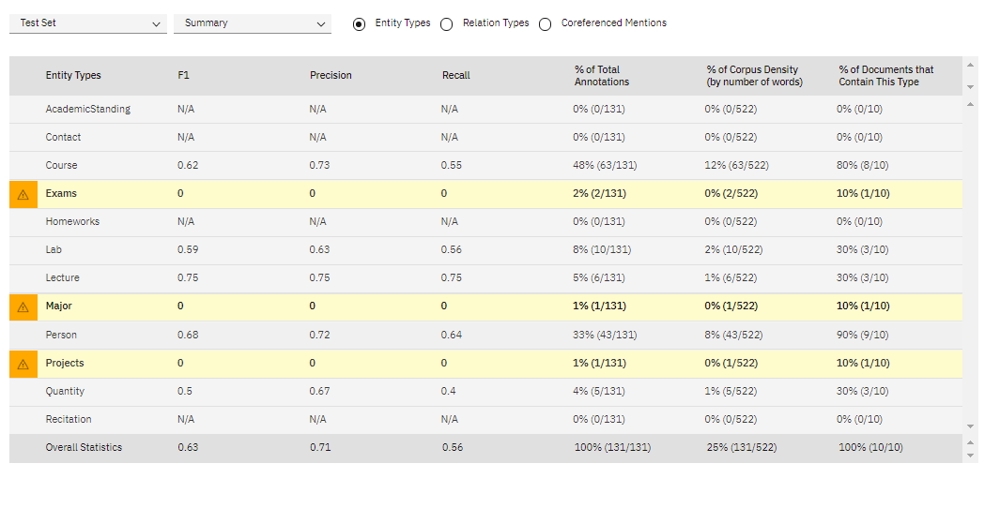 Test Set Summary Entity Types Relation Types Coreferenced Mentions
Entity Types F1 Precision Recall % of Total Annotations % of Corpus Density (by number of words) % of Documents that Contain This Type
AcademicStanding N/A N/A N/A 0% (0/131) 0% (0/522) 0% (0/10)
Contact N/A N/A N/A 0% (0/131) 0% (0/522) 0% (0/10)
Course 0.62 0.73 0.55 48% (63/131) 12% (63/522) 80% (8/10)
Exams 0 0 0 2% (2/131) 0% (2/522) 10% (1/10)
Homeworks N/A N/A N/A 0% (0/131) 0% (0/522) 0% (0/10)
Lab 0.59 0.63 0.56 8% (10/131) 2% (10/522) 30% (3/10)
Lecture 0.75 0.75 0.75 5% (6/131) 1% (6/522) 30% (3/10)
Major 0 0 0 1% (1/131) 0% (1/522) 10% (1/10)
Person 0.68 0.72 0.64 33% (43/131) 8% (43/522) 90% (9/10)
Projects 0 0 0 1% (1/131) 0% (1/522) 10% (1/10)
Quantity 0.5 0.67 0.4 4% (5/131) 1% (5/522) 30% (3/10)
Recitation N/A N/A N/A 0% (0/131) 0% (0/522) 0% (0/10)
Overall Statistics 0.63 0.71 0.56 100% (131/131) 25% (131/522) 100% (10/10)